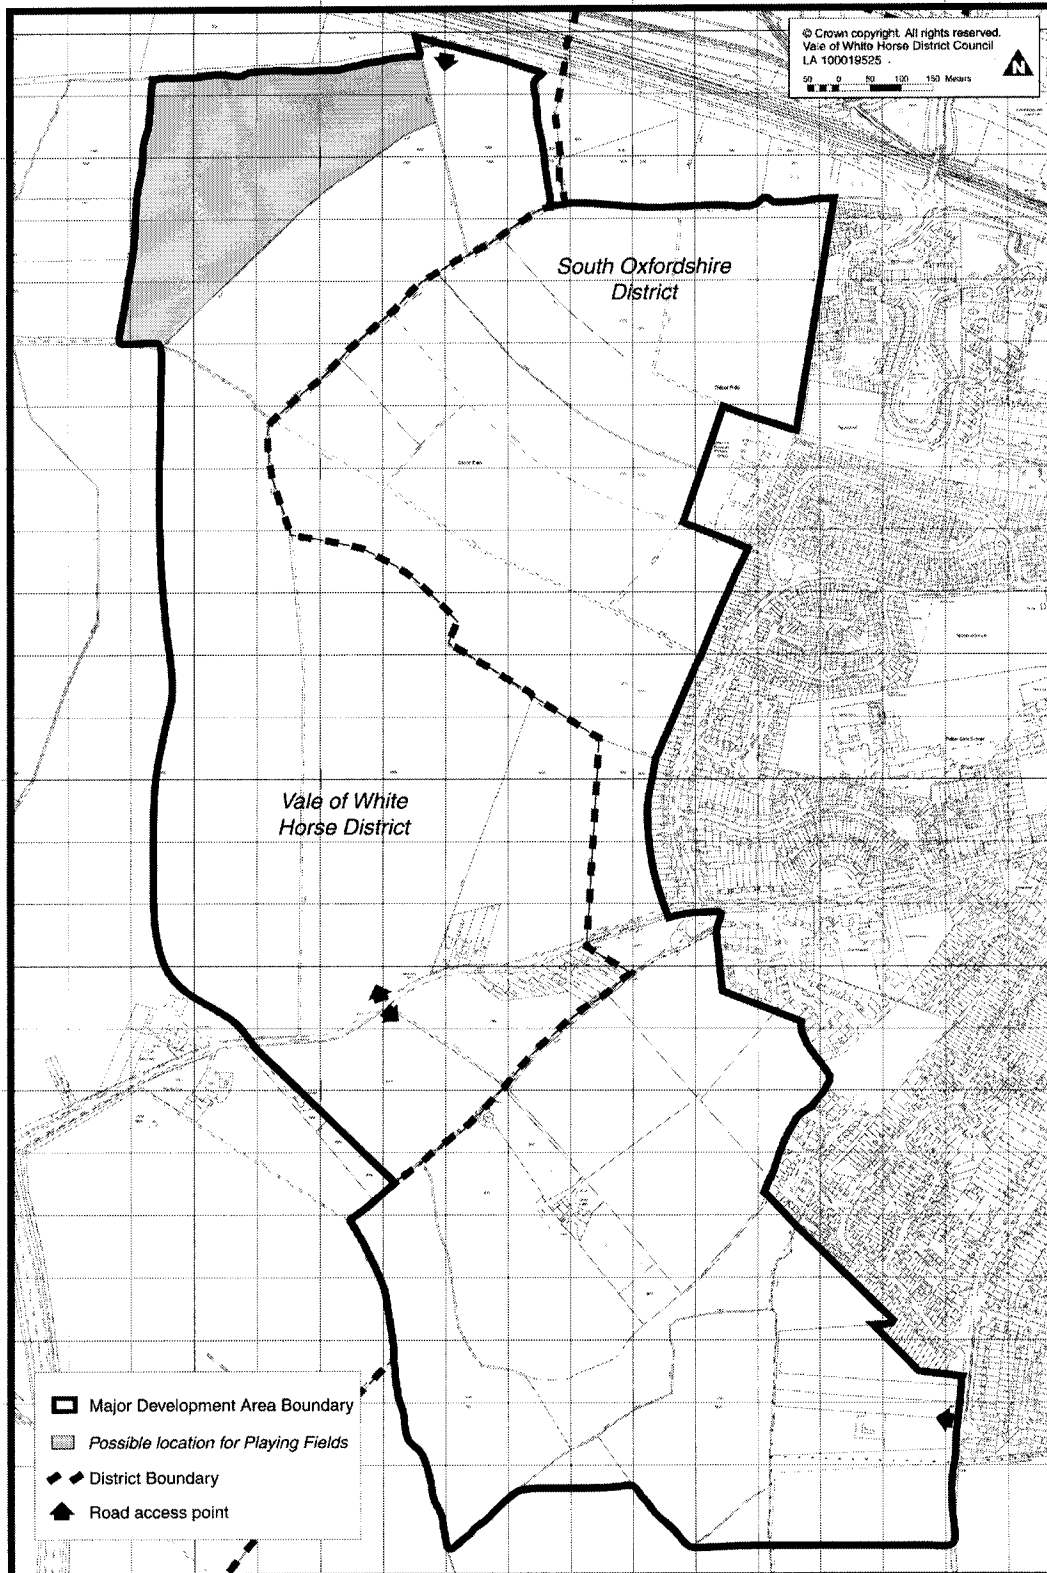 © Crown copyright. All rights reserved.
Vale of White Horse District Council
LA 100019525
50 0 50 100 150 Meters
N
South Oxfordshire
District
Vale of White
Horse District
Major Development Area Boundary
Possible location for Playing Fields
District Boundary
Road access point